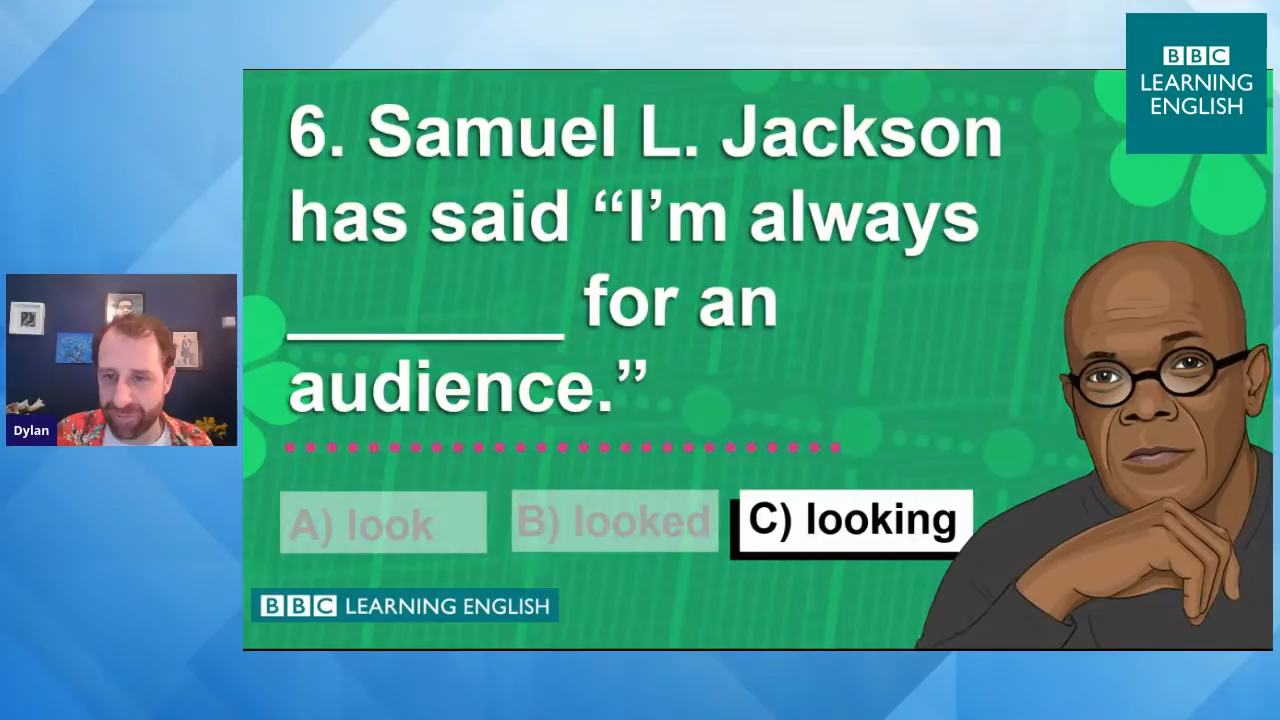 BBC
LEARNING
ENGLISH
6. Samuel L. Jackson
has said “I’m always
_______ for an
audience.”
A) look
B) looked
C) looking
BBC LEARNING ENGLISH
Dylan